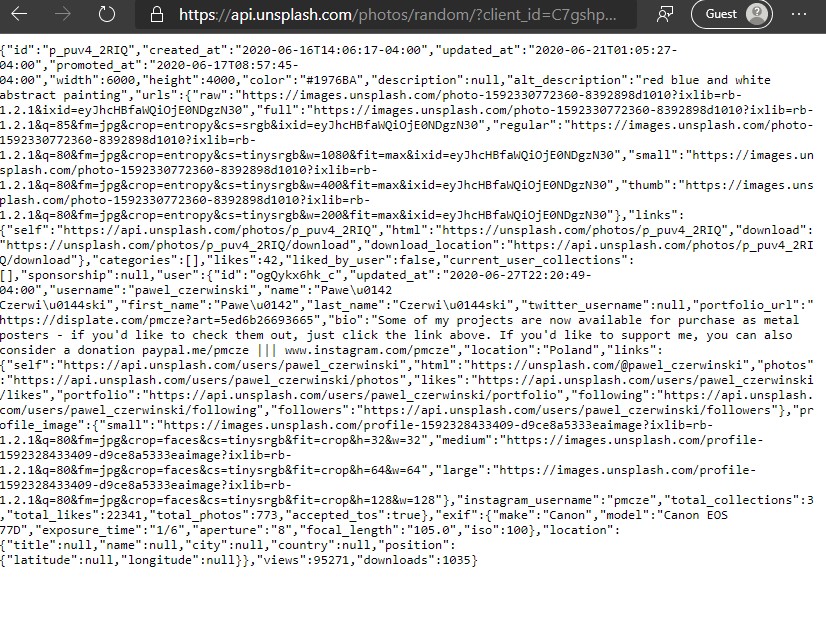 https://api.unsplash.com/photos/random/?client_id=C7gshp...
Guest
{"id":"p_puv4_2RIQ","created_at":"2020-06-16T14:06:17-04:00","updated_at":"2020-06-21T01:05:27-
04:00","promoted_at":"2020-06-17T08:57:45-
04:00","width":6000,"height":4000,"color":"#1976BA","description":null,"alt_description":"red blue and white
abstract painting","urls":{"raw":"https://images.unsplash.com/photo-1592330772360-8392898d1010?ixlib=rb-
1.2.1&ixid=eyJhcHBfaWQiOjE0NDgzN30","full":"https://images.unsplash.com/photo-1592330772360-8392898d1010?ixlib=rb-
1.2.1&q=85&fm=jpg&crop=entropy&cs=srgb&ixid=eyJhcHBfaWQiOjE0NDgzN30","regular":"https://images.unsplash.com/photo-
1592330772360-8392898d1010?ixlib=rb-
1.2.1&q=80&fm=jpg&crop=entropy&cs=tinysrgb&w=1080&fit=max&ixid=eyJhcHBfaWQiOjE0NDgzN30","small":"https://images.un
splash.com/photo-1592330772360-8392898d1010?ixlib=rb-
1.2.1&q=80&fm=jpg&crop=entropy&cs=tinysrgb&w=400&fit=max&ixid=eyJhcHBfaWQiOjE0NDgzN30","thumb":"https://images.uns
plash.com/photo-1592330772360-8392898d1010?ixlib=rb-
1.2.1&q=80&fm=jpg&crop=entropy&cs=tinysrgb&w=200&fit=max&ixid=eyJhcHBfaWQiOjE0NDgzN30"},"links":
{"self":"https://api.unsplash.com/photos/p_puv4_2RIQ","html":"https://unsplash.com/photos/p_puv4_2RIQ","download":
"https://unsplash.com/photos/p_puv4_2RIQ/download","download_location":"https://api.unsplash.com/photos/p_puv4_2RI
Q/download"},"categories":[],"likes":42,"liked_by_user":false,"current_user_collections":
[],"sponsorship":null,"user":{"id":"ogQykx6hk_c","updated_at":"2020-06-27T22:20:49-
04:00","username":"pawel_czerwinski","name":"Pawe\u0142
Czerwi\u0144ski","first_name":"Pawe\u0142","last_name":"Czerwi\u0144ski","twitter_username":null,"portfolio_url":"
https://displate.com/pmcze?art=5ed6b26693665","bio":"Some of my projects are now available for purchase as metal
posters - if you'd like to check them out, just click the link above. If you'd like to support me, you can also
consider a donation paypal.me/pmcze ||| www.instagram.com/pmcze","location":"Poland","links":
{"self":"https://api.unsplash.com/users/pawel_czerwinski","html":"https://unsplash.com/@pawel_czerwinski","photos"
:"https://api.unsplash.com/users/pawel_czerwinski/photos","likes":"https://api.unsplash.com/users/pawel_czerwinski
/likes","portfolio":"https://api.unsplash.com/users/pawel_czerwinski/portfolio","following":"https://api.unsplash.
com/users/pawel_czerwinski/following","followers":"https://api.unsplash.com/users/pawel_czerwinski/followers"},"pr
ofile_image":{"small":"https://images.unsplash.com/profile-1592328433409-d9ce8a5333eaimage?ixlib=rb-
1.2.1&q=80&fm=jpg&crop=faces&cs=tinysrgb&fit=crop&h=32&w=32","medium":"https://images.unsplash.com/profile-
1592328433409-d9ce8a5333eaimage?ixlib=rb-
1.2.1&q=80&fm=jpg&crop=faces&cs=tinysrgb&fit=crop&h=64&w=64","large":"https://images.unsplash.com/profile-
1592328433409-d9ce8a5333eaimage?ixlib=rb-
1.2.1&q=80&fm=jpg&crop=faces&cs=tinysrgb&fit=crop&h=128&w=128"},"instagram_username":"pmcze","total_collections":3
,"total_likes":22341,"total_photos":773,"accepted_tos":true},"exif":{"make":"Canon","model":"Canon EOS
77D","exposure_time":"1/6","aperture":"8","focal_length":"105.0","iso":100},"location":
{"title":null,"name":null,"city":null,"country":null,"position":
{"latitude":null,"longitude":null}},"views":95271,"downloads":1035}